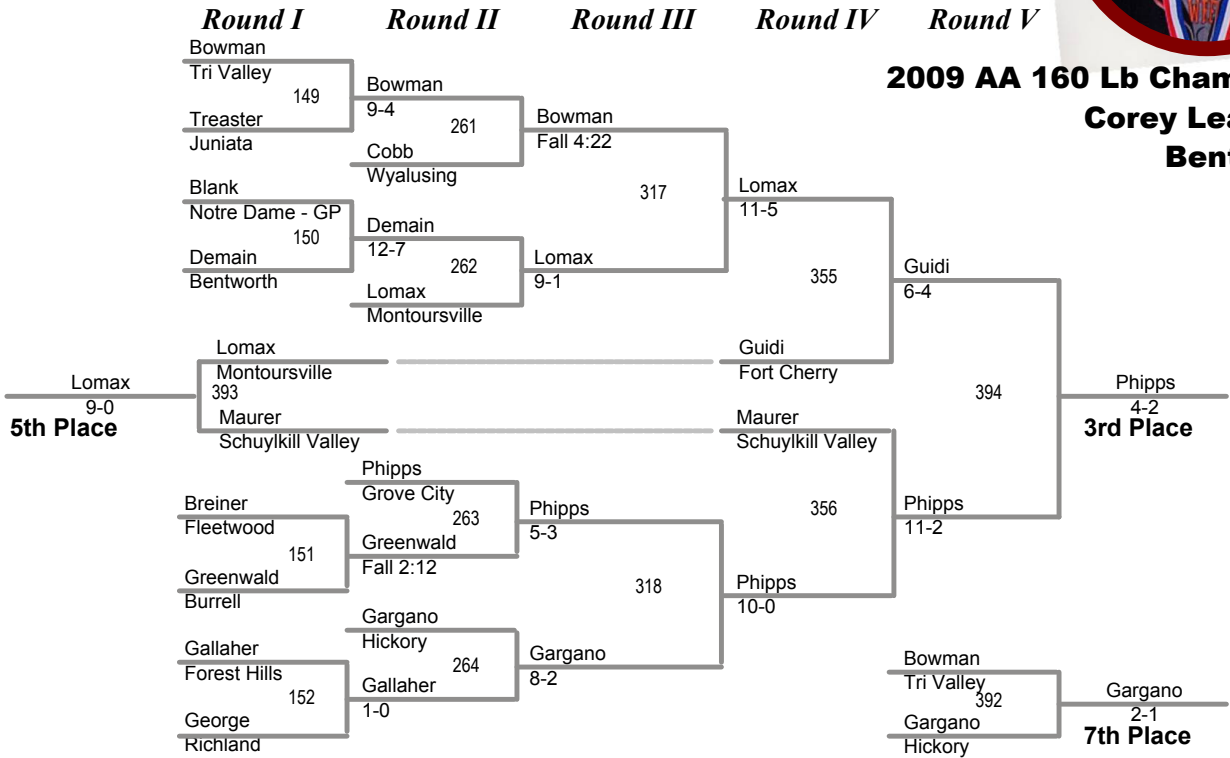 Round I Round II Round III Round IV Round V
2009 AA 160 Lb
Corey
Bowman
Tri Valley
149
Treaster
Juniata
Bowman
9-4
261
Cobb
Wyalusing
Bowman
Fall 4:22
Blank
Notre Dame - GP
150
Demain
Bentworth
Demain
12-7
262
Lomax
Montoursville
Lomax
9-1
317
Lomax
11-5
355
Guidi
Fort Cherry
Guidi
6-4
Lomax
Montoursville
393
Maurer
Schuylkill Valley
Lomax
9-0
5th Place
Maurer
Schuylkill Valley
356
394
Phipps
4-2
3rd Place
Phipps
Grove City
263
Greenwald
Fall 2:12
Breiner
Fleetwood
151
Greenwald
Burrell
Phipps
5-3
318
Phipps
10-0
Phipps
11-2
Gargano
Hickory
264
Gallaher
1-0
Gallaher
Forest Hills
152
George
Richland
Gargano
8-2
Bowman
Tri Valley
392
Gargano
Hickory
Gargano
2-1
7th Place